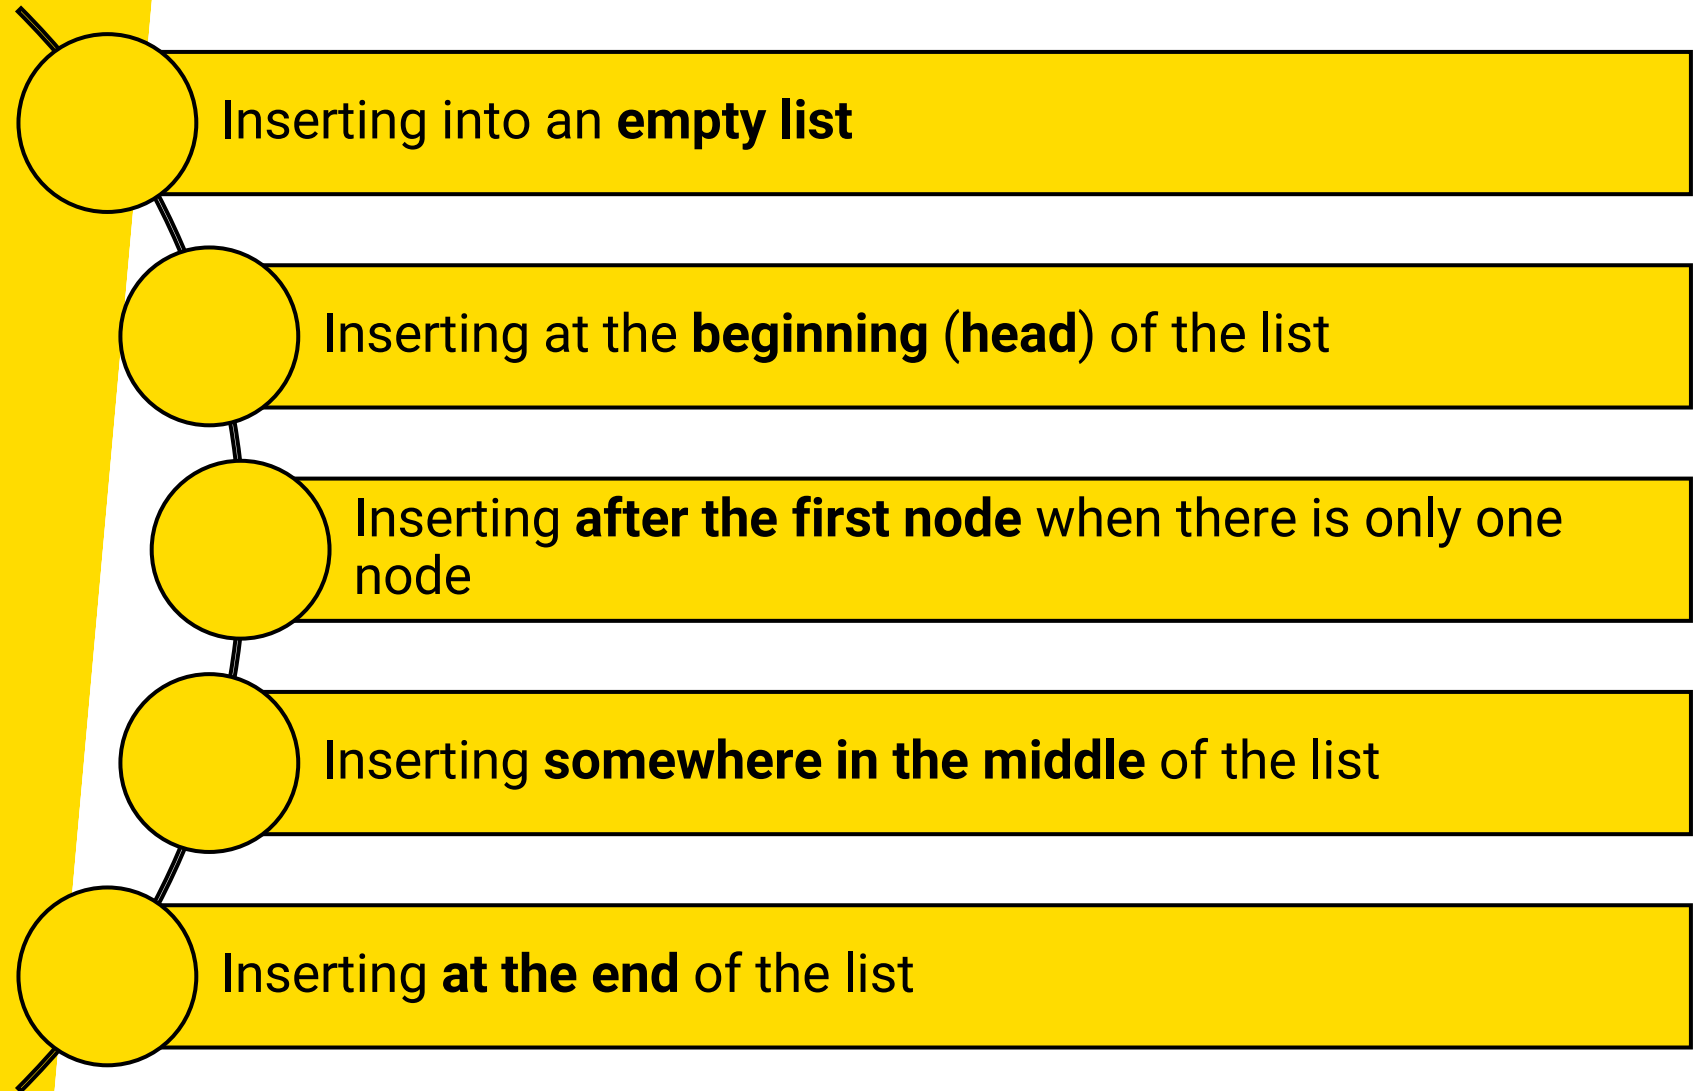 Inserting into an empty list
Inserting at the beginning (head) of the list
Inserting after the first node when there is only one
node
Inserting somewhere in the middle of the list
Inserting at the end of the list